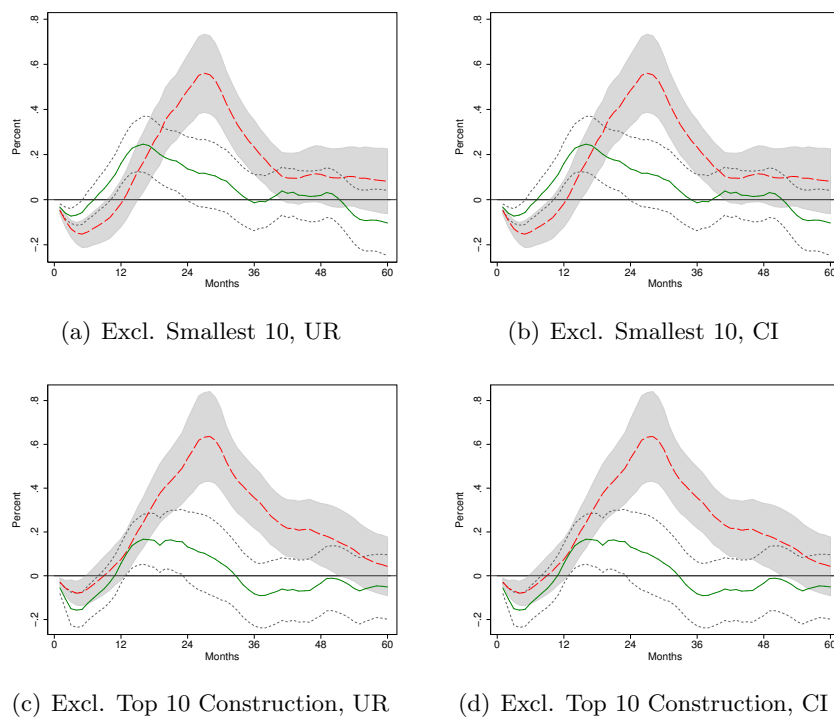 .8
.6
.4
.2
0
-.2
Percent
0 12 24 36 48 60
Months
(a) Excl. Smallest 10, UR
.8
.6
.4
.2
0
-.2
Percent
0 12 24 36 48 60
Months
(b) Excl. Smallest 10, CI
.8
.6
.4
.2
0
-.2
Percent
0 12 24 36 48 60
Months
(c) Excl. Top 10 Construction, UR
.8
.6
.4
.2
0
-.2
Percent
0 12 24 36 48 60
Months
(d) Excl. Top 10 Construction, CI